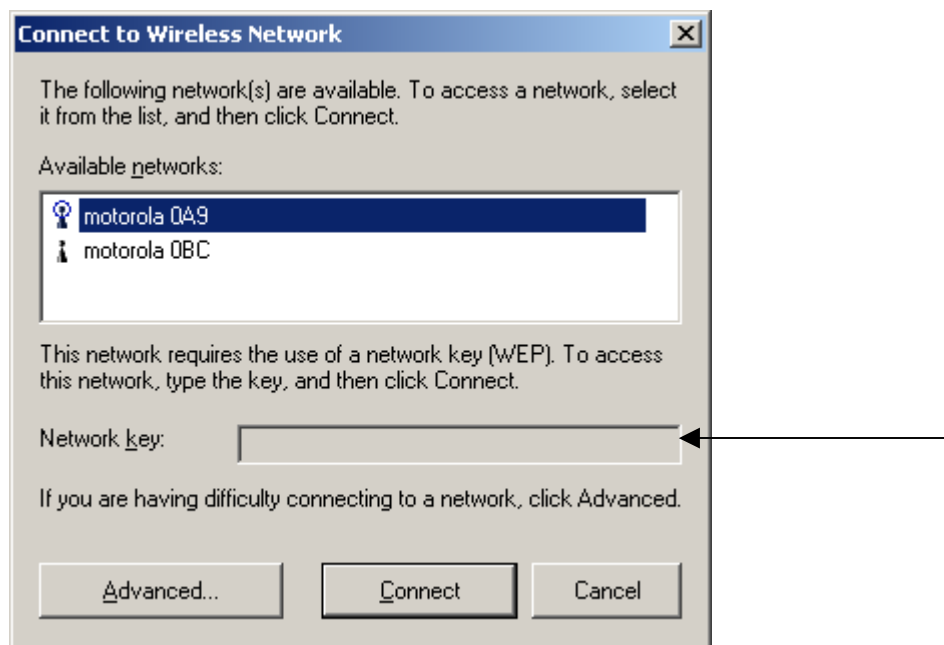 Connect to Wireless Network
The following network(s) are available. To access a network, select
it from the list, and then click Connect.
Available networks:
motorola 0A9
motorola 0BC
This network requires the use of a network key (WEP). To access
this network, type the key, and then click Connect.
Network key:
If you are having difficulty connecting to a network, click Advanced.
Advanced... Connect Cancel